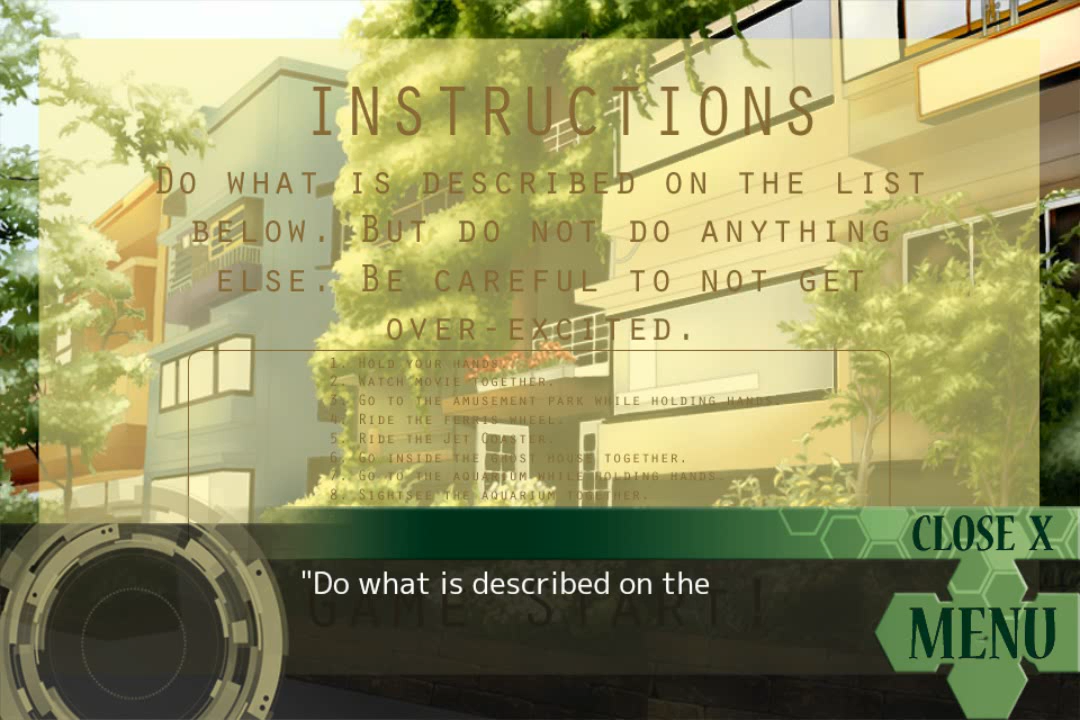 INSTRUCTIONS
DO WHAT IS DESCRIBED ON THE LIST
BELOW. BUT DO NOT DO ANYTHING
ELSE. BE CAREFUL TO NOT GET
OVER-EXCITED.
1. HOLD YOUR HANDS.
2. WATCH MOVIE TOGETHER.
3. GO TO THE AMUSEMENT PARK WHILE HOLDING HANDS.
4. RIDE THE FERRIS WHEEL.
5. RIDE THE JET COASTER.
6. GO INSIDE THE GHOST HOUSE TOGETHER.
7. GO TO THE AQUARIUM WHILE HOLDING HANDS.
8. SIGHTSEE THE AQUARIUM TOGETHER.
CLOSE X
"Do what is described on the
GAME START!
MENU